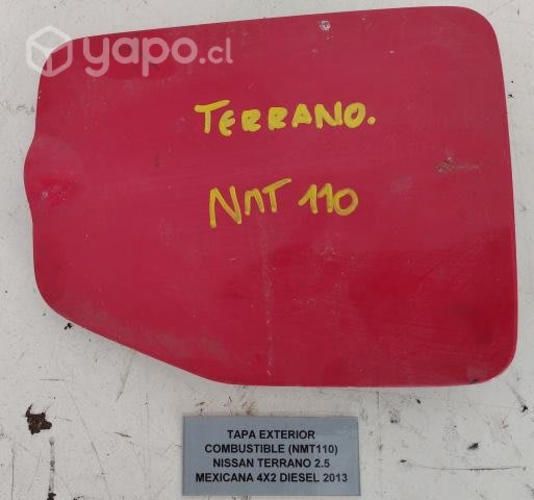 yapo.cl
TERRANO.
NMT 110
TAPA EXTERIOR
COMBUSTIBLE (NMT110)
NISSAN TERRANO 2.5
MEXICANA 4X2 DIESEL 2013